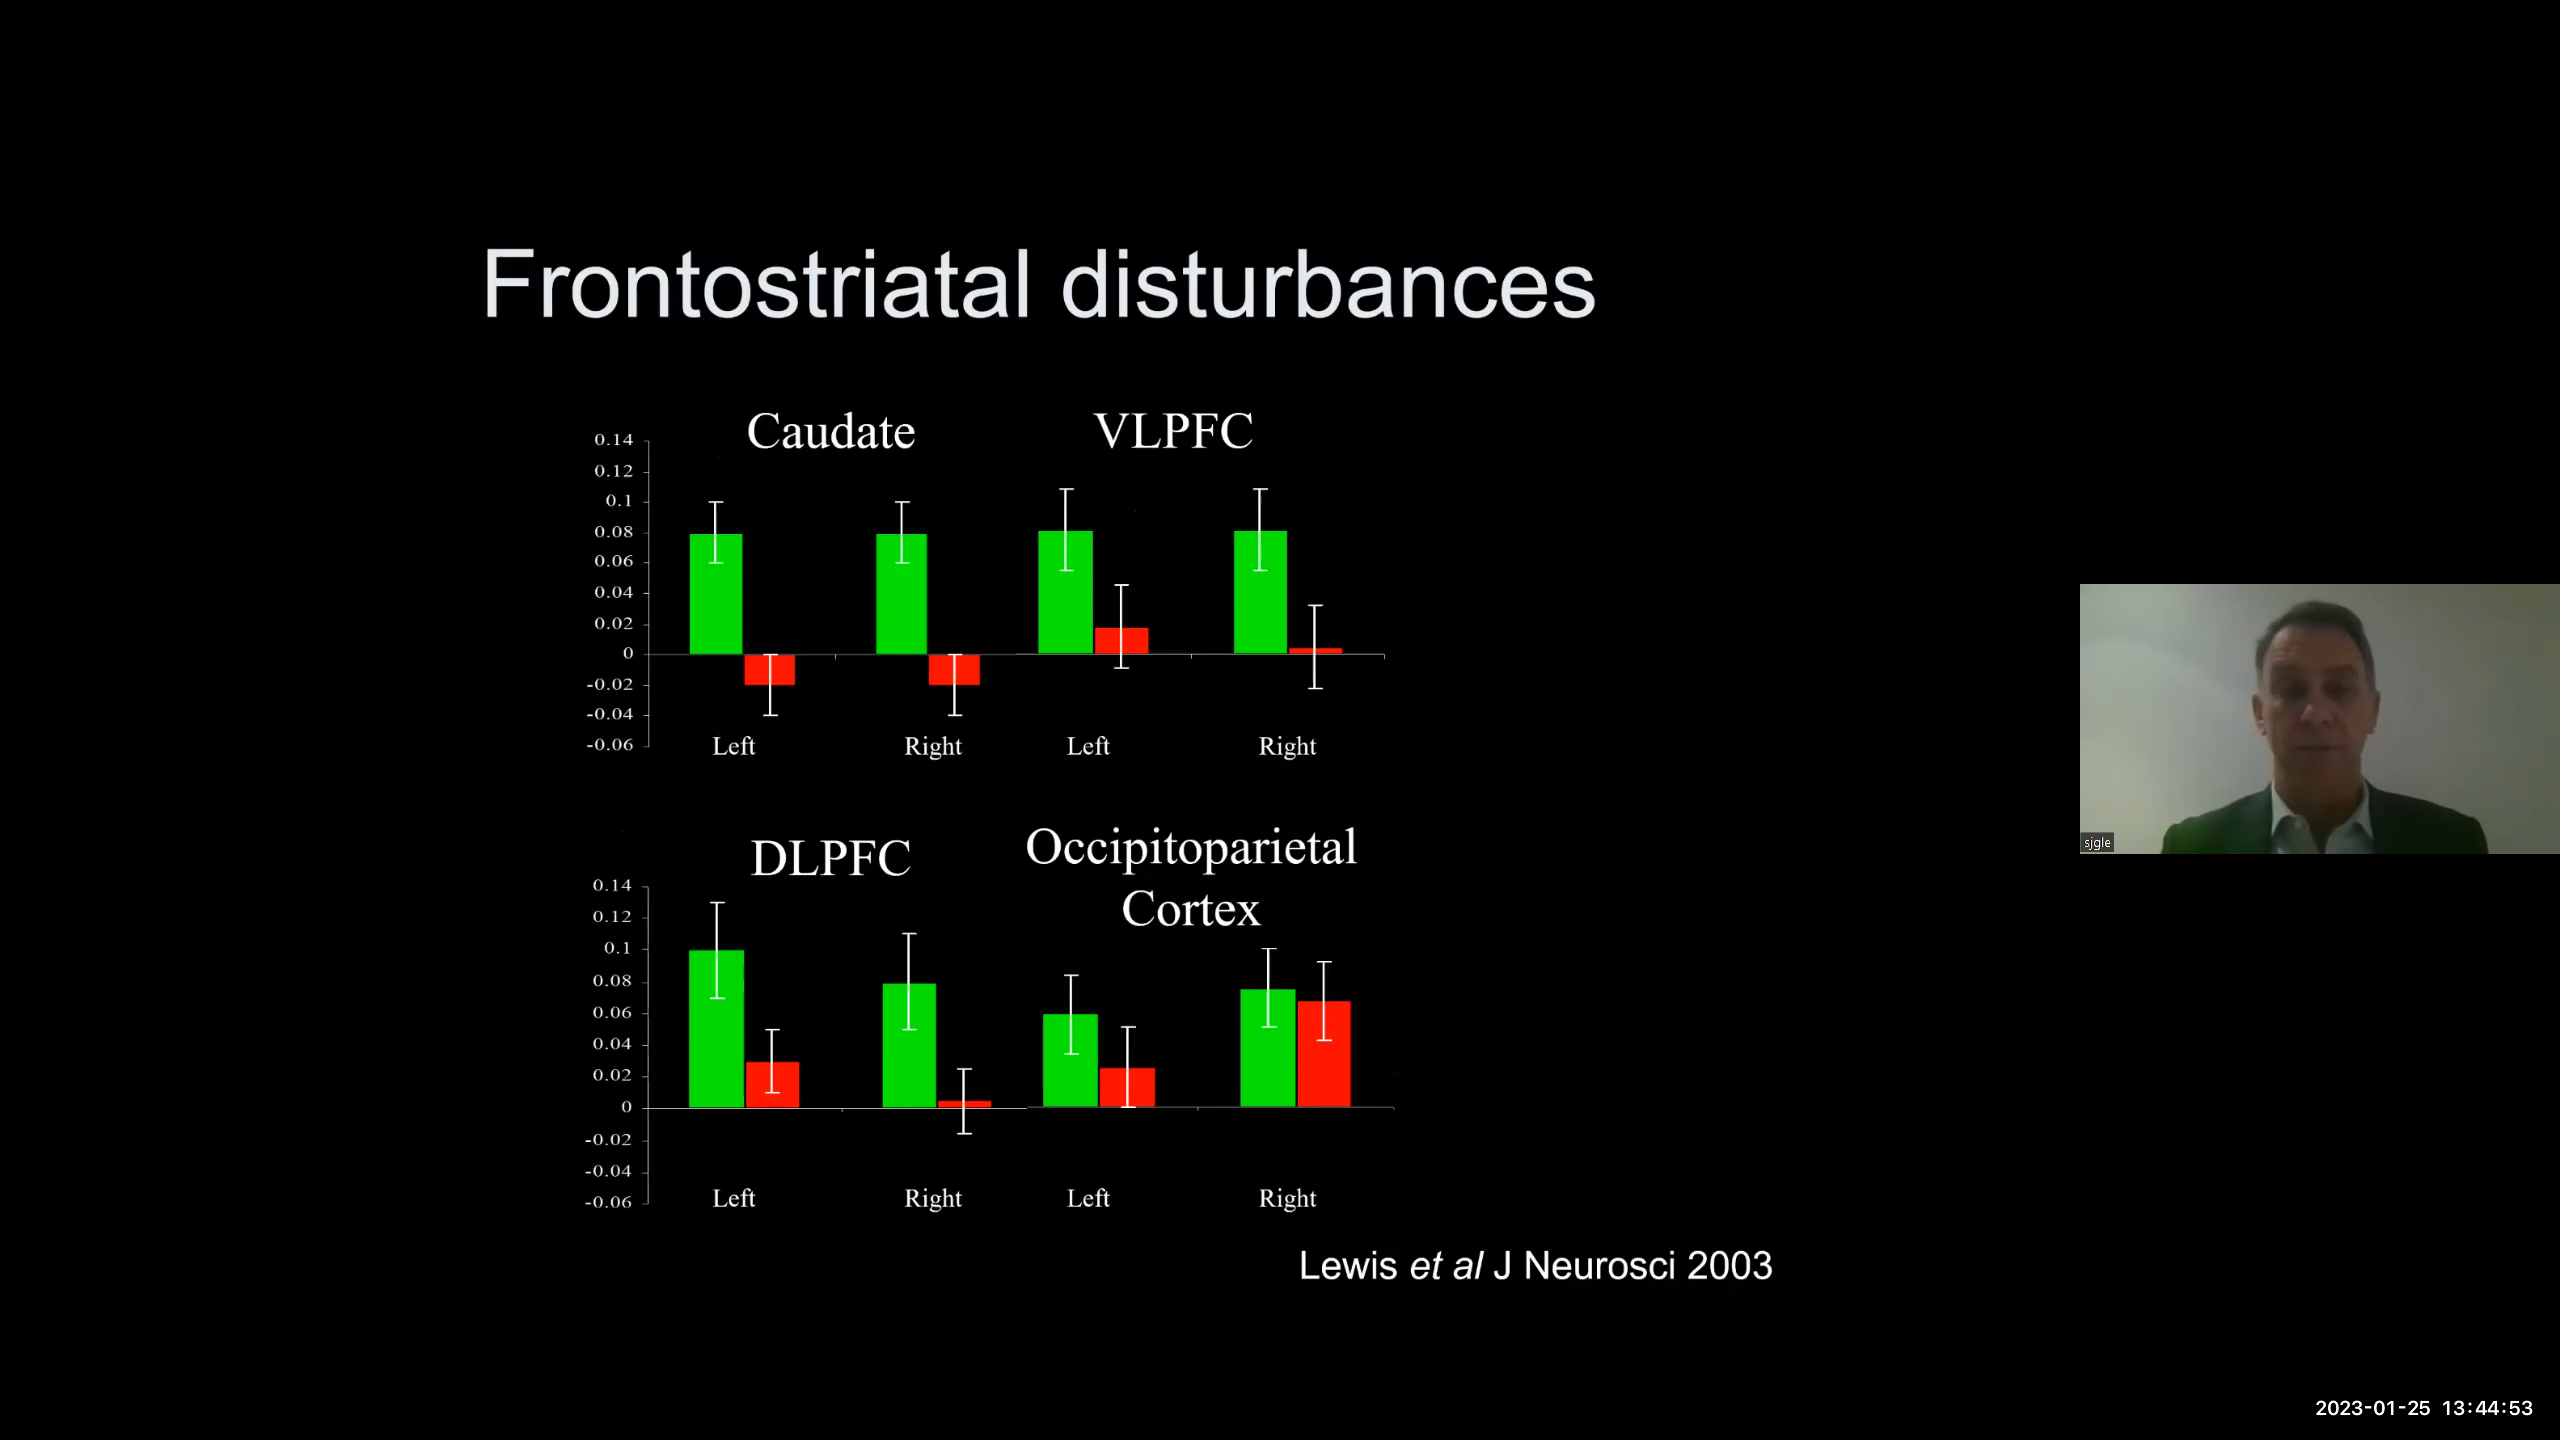 Frontostriatal disturbances
Caudate
VLPFC
0.14
0.12
0.1
0.08
0.06
0.04
0.02
0
-0.02
-0.04
-0.06
Left
Right
Left
Right
sjgle
DLPFC
Occipitoparietal
Cortex
0.14
0.12
0.1
0.08
0.06
0.04
0.02
0
-0.02
-0.04
-0.06
Left
Right
Left
Right
Lewis et al J Neurosci 2003
2023-01-25 13:44:53